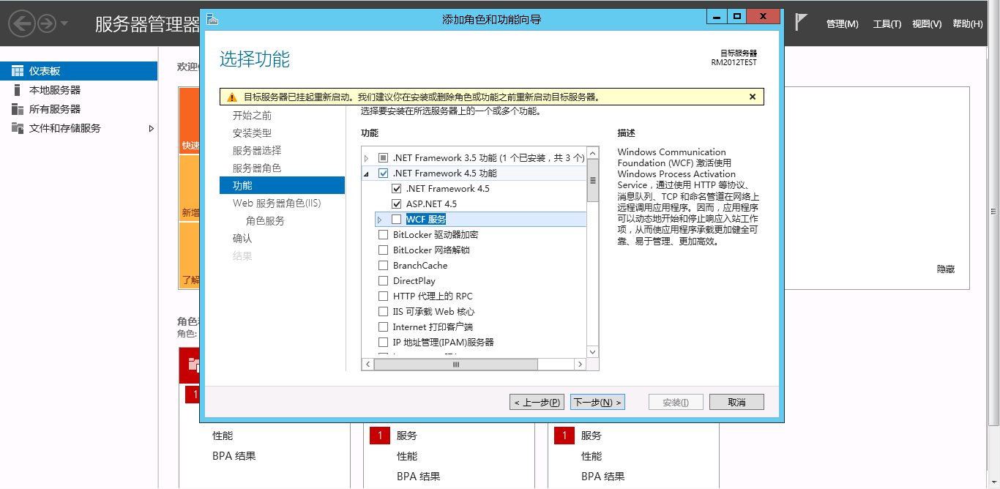 服务器管理器
管理(M) 工具(T) 视图(V) 帮助(H)
仪表板
本地服务器
所有服务器
文件和存储服务
欢迎
快速
新增
了解
隐藏
角色
角色:
1
性能
BPA 结果
1 服务
性能
BPA 结果
1 服务
性能
BPA 结果
添加角色和功能向导
选择功能
目标服务器
RM2012TEST
目标服务器已挂起重新启动。我们建议你在安装或删除角色或功能之前重新启动目标服务器。
开始之前
安装类型
服务器选择
服务器角色
功能
Web 服务器角色(IIS)
角色服务
确认
结果
选择要安装在所选服务器上的一个或多个功能。
功能
.NET Framework 3.5 功能 (1 个已安装，共 3 个)
.NET Framework 4.5 功能
.NET Framework 4.5
ASP.NET 4.5
WCF 服务
BitLocker 驱动器加密
BitLocker 网络解锁
BranchCache
DirectPlay
HTTP 代理上的 RPC
IIS 可承载 Web 核心
Internet 打印客户端
IP 地址管理(IPAM)服务器
描述
Windows Communication
Foundation (WCF) 激活使用
Windows Process Activation
Service，通过使用 HTTP 等协议、
消息队列、TCP 和命名管道在网络上
远程调用应用程序。因而，应用程序
可以动态地开始和停止响应入站工作
项，从而使应用程序承载更加健全可
靠、易于管理、更加高效。
< 上一步(P) 下一步(N) > 安装(I) 取消